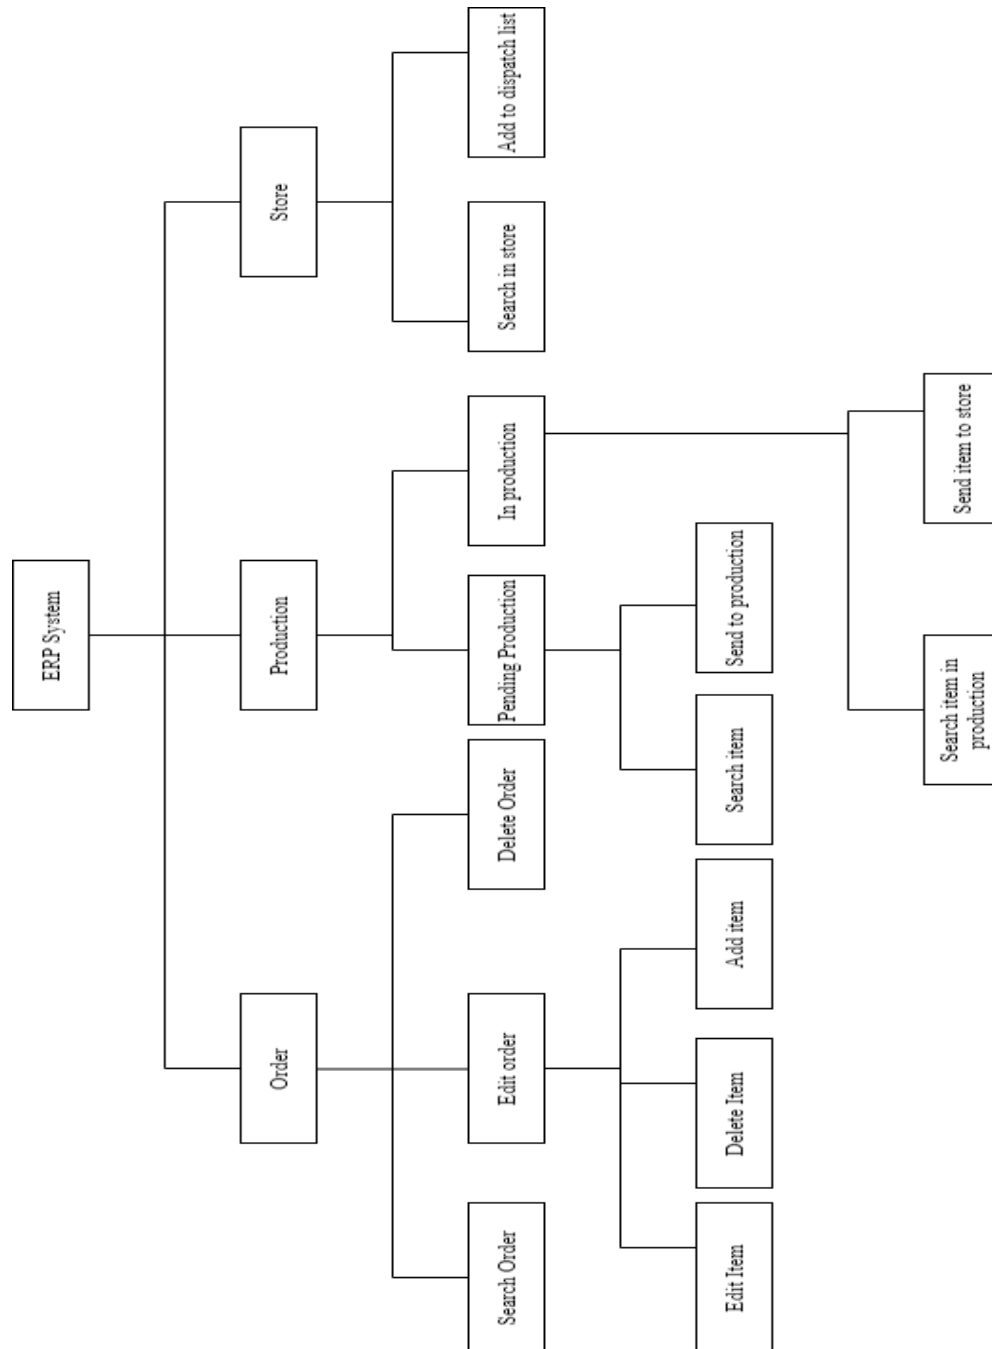 ERP System
Order
Production
Store
Search Order
Edit order
Delete Order
Pending Production
In production
Search in store
Add to dispatch list
Edit Item
Delete Item
Add item
Search item
Send to production
Search item in
production
Send item to store